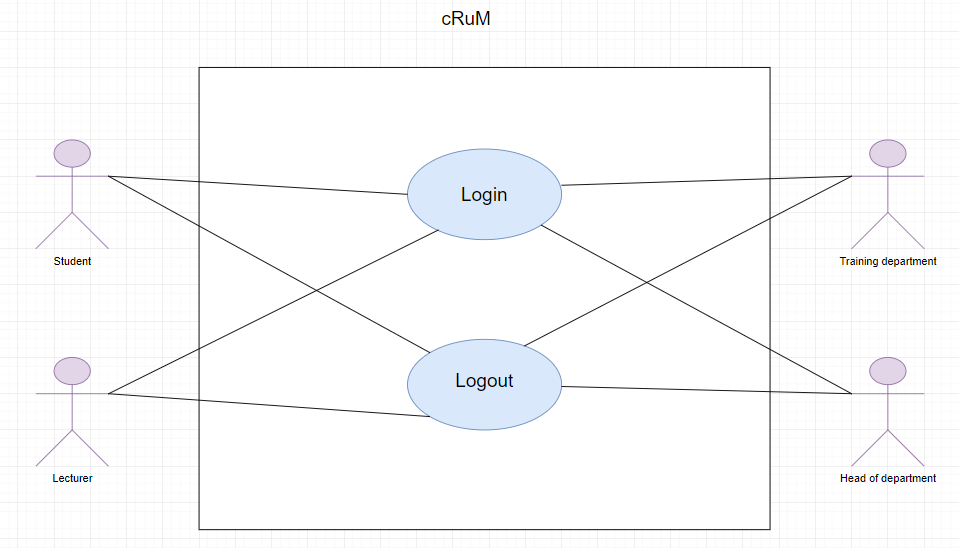 cRuM
Login
Student
Training department
Logout
Lecturer
Head of department